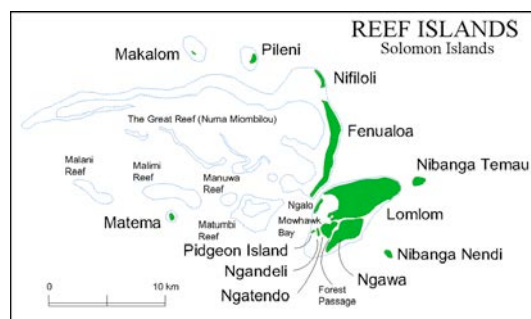 REEF ISLANDS
Solomon Islands
Makalom
Pileni
Nifiloli
The Great Reef (Numa Miombilou)
Fenualoa
Malani
Reef
Malimi
Reef
Manuwa
Reef
Nibanga Temau
Ngalo
Matema
Matumbi
Reef
Mowhawk
Bay
Lomlom
Pidgeon Island
Ngandeli
Ngatendo
Forest
Passage
Ngawa
Nibanga Nendi
0 10 km